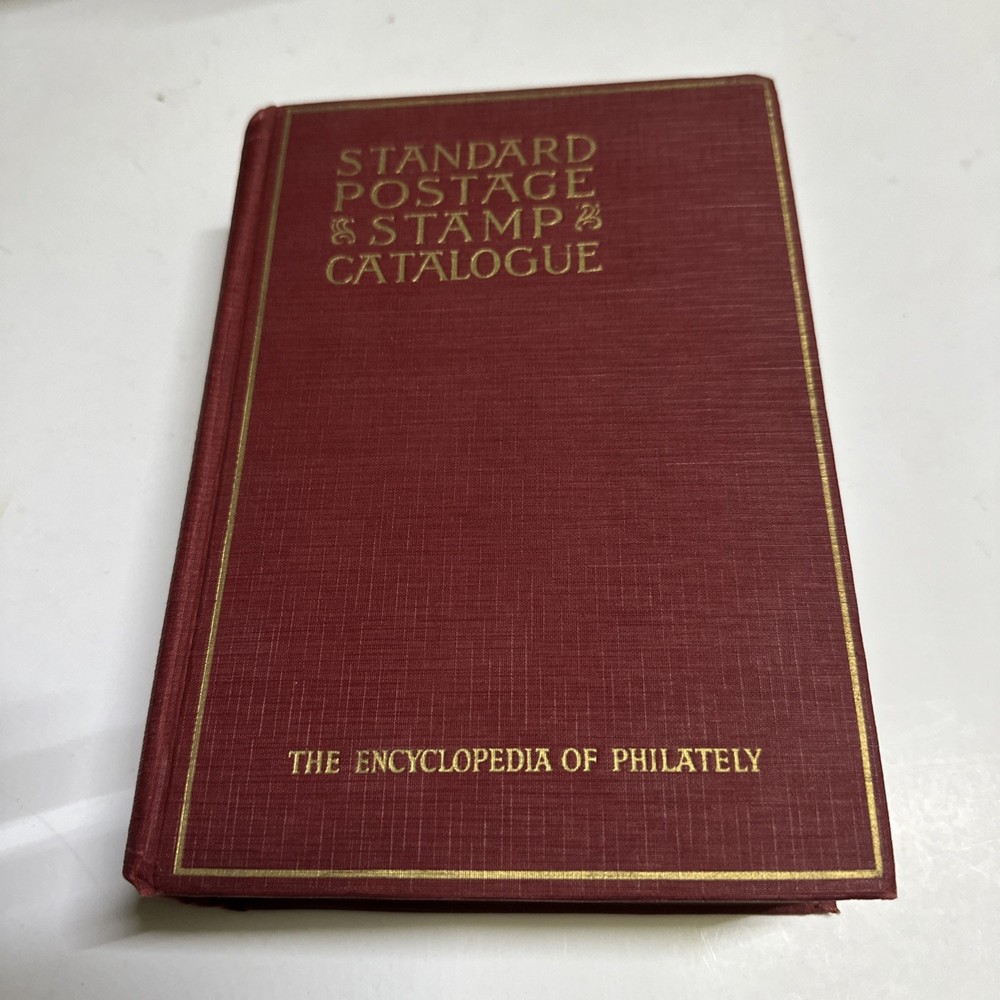 STANDARD
POSTAGE
STAMP
CATALOGUE
THE ENCYCLOPEDIA OF PHILATELY